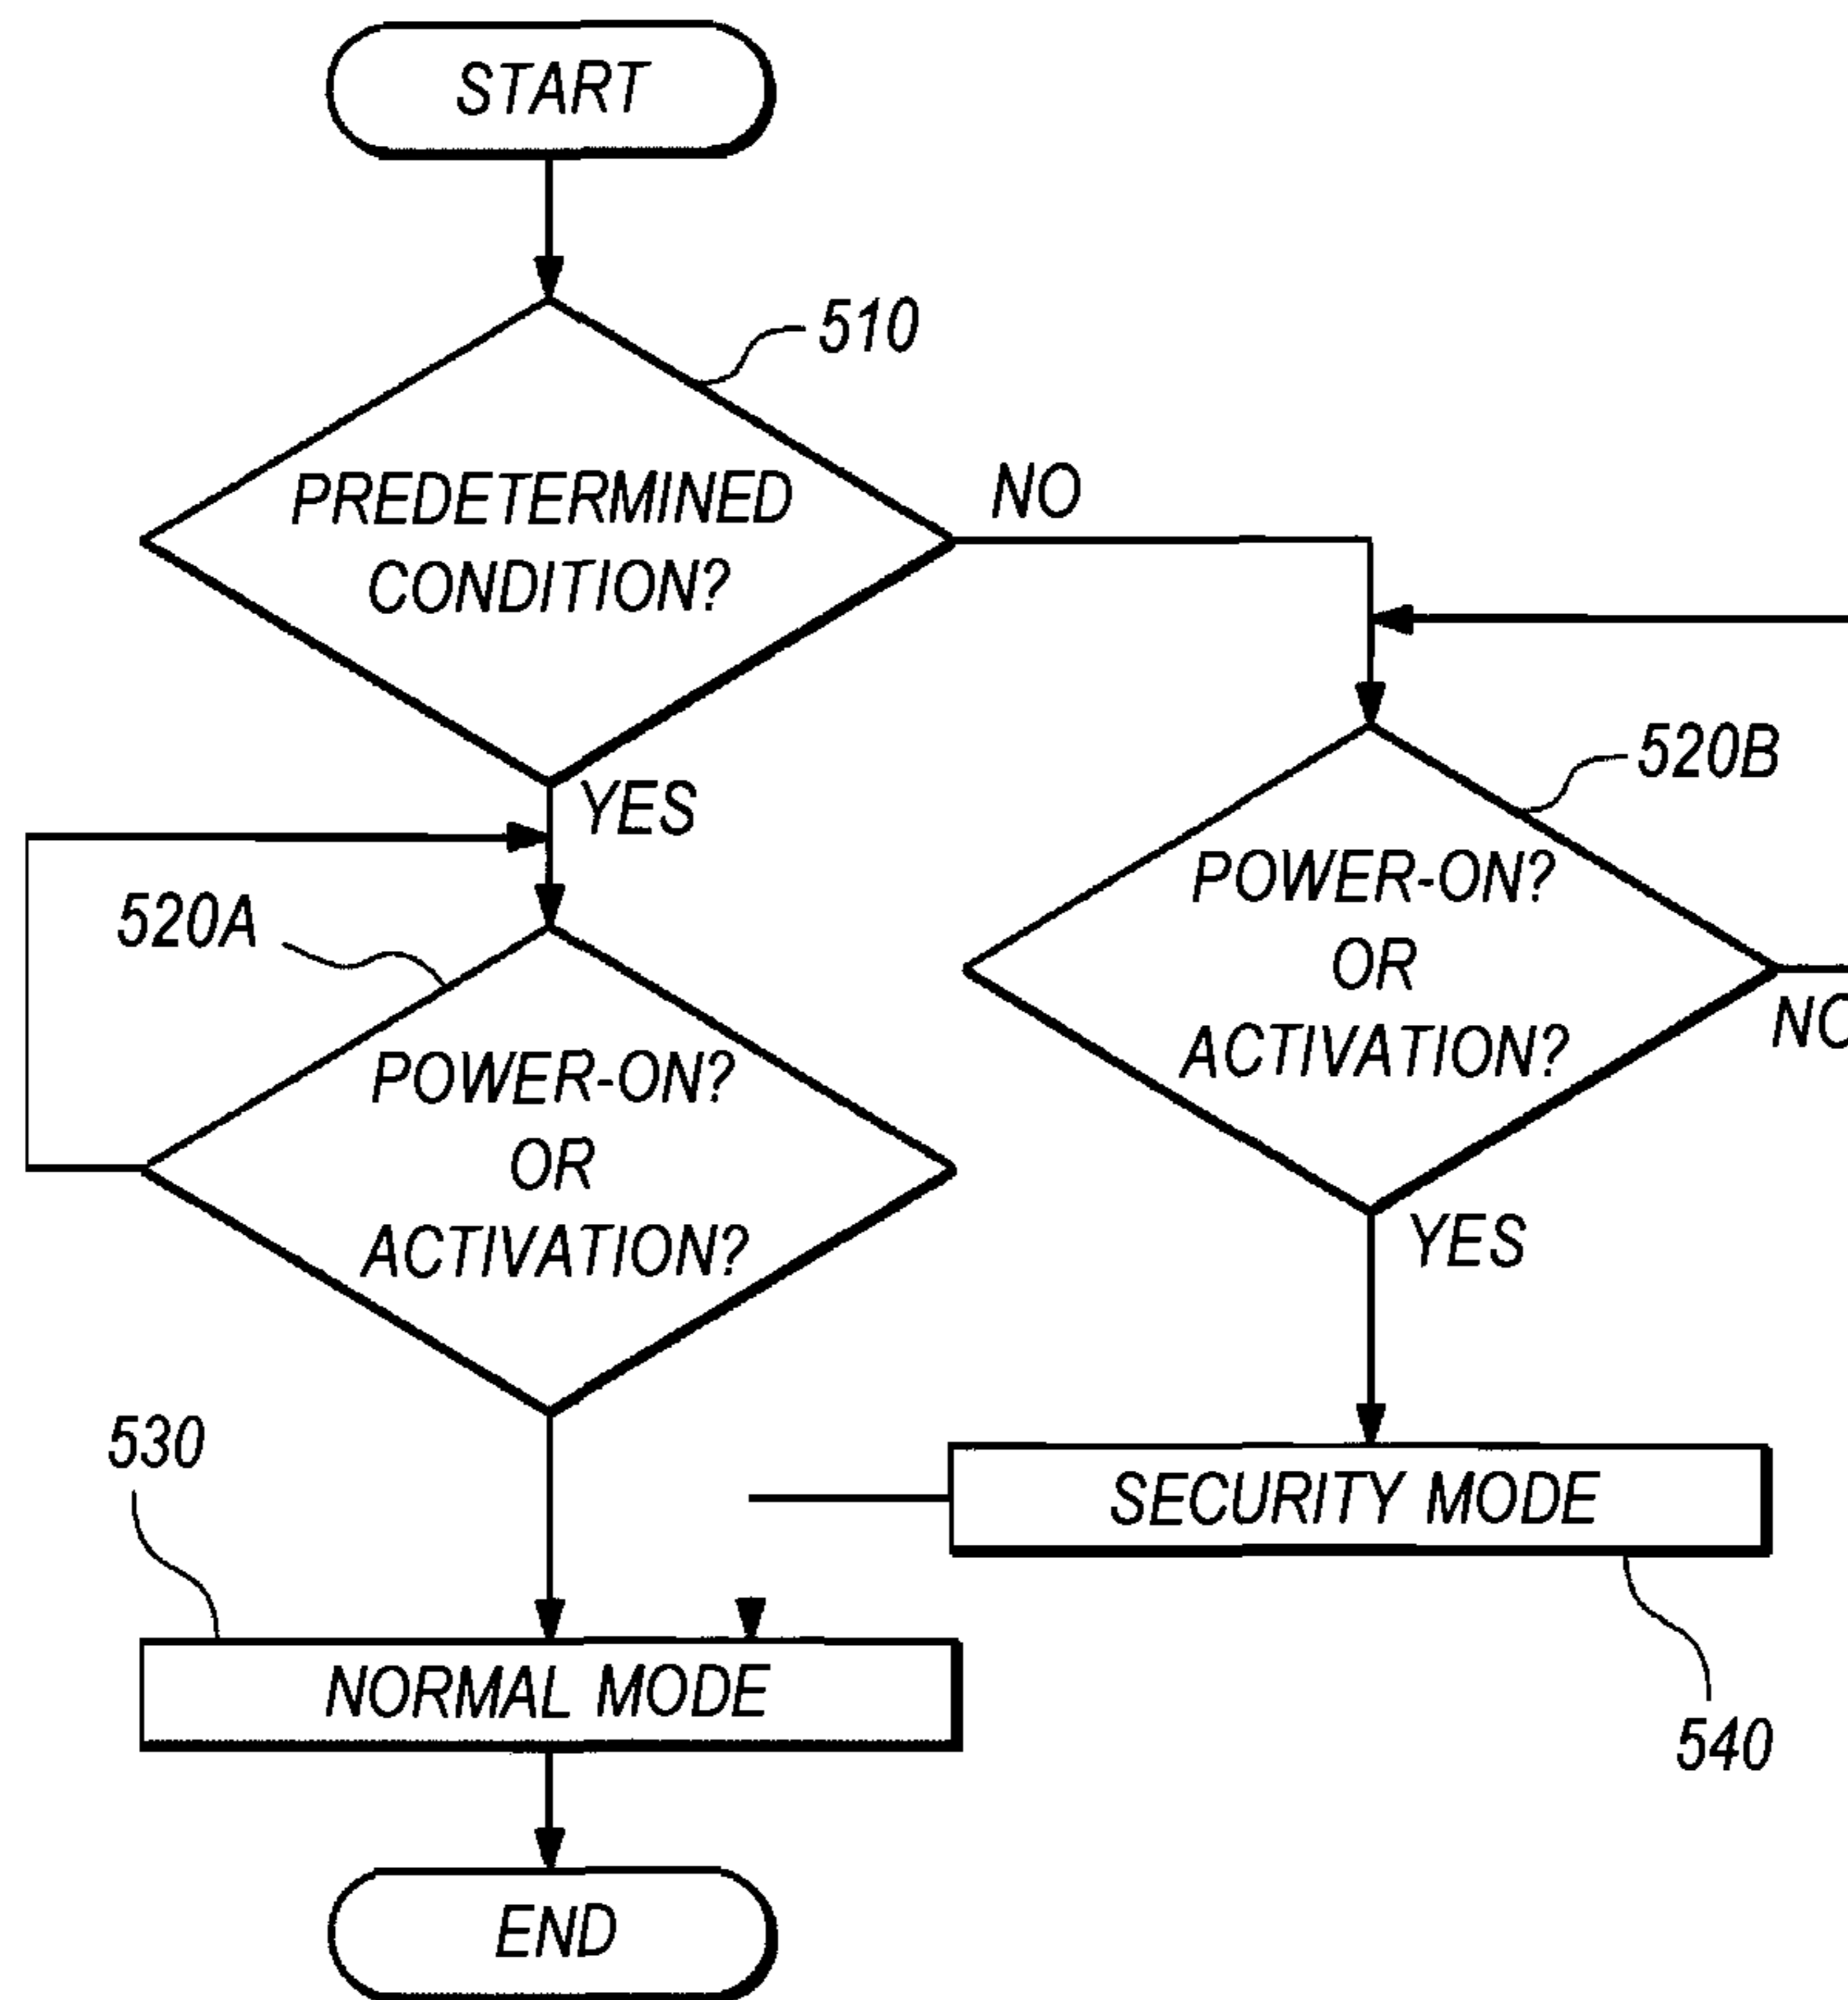 START
510
PREDETERMINED
CONDITION?
NO
YES
520B
POWER-ON?
OR
ACTIVATION?
NO
YES
520A
POWER-ON?
OR
ACTIVATION?
530
SECURITY MODE
540
NORMAL MODE
END